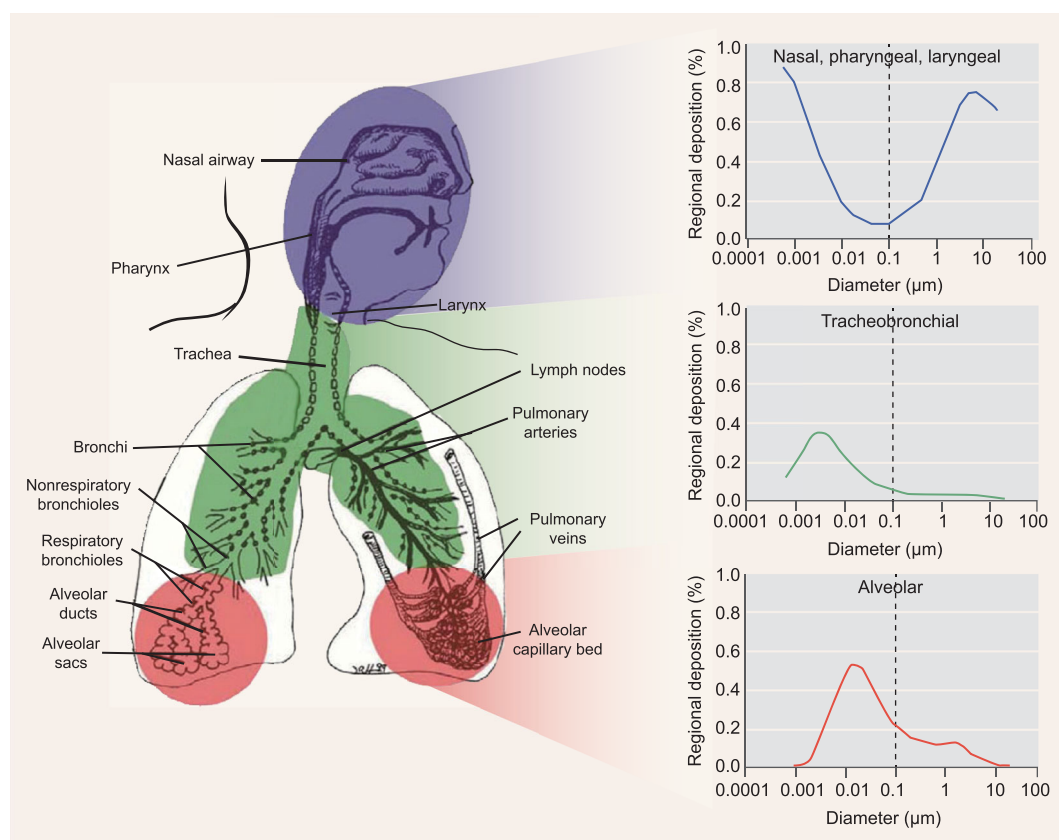 Nasal airway
Pharynx
Larynx
Trachea
Lymph nodes
Pulmonary
arteries
Bronchi
Nonrespiratory
bronchioles
Respiratory
bronchioles
Alveolar
ducts
Alveolar
sacs
Pulmonary
veins
Alveolar
capillary bed
Nasal, pharyngeal, laryngeal
Regional deposition (%)
1.0
0.8
0.6
0.4
0.2
0.0
0.0001 0.001 0.01 0.1 1 10 100
Diameter (µm)
Tracheobronchial
Regional deposition (%)
1.0
0.8
0.6
0.4
0.2
0.0
0.0001 0.001 0.01 0.1 1 10 100
Diameter (µm)
Alveolar
Regional deposition (%)
1.0
0.8
0.6
0.4
0.2
0.0
0.0001 0.001 0.01 0.1 1 10 100
Diameter (µm)